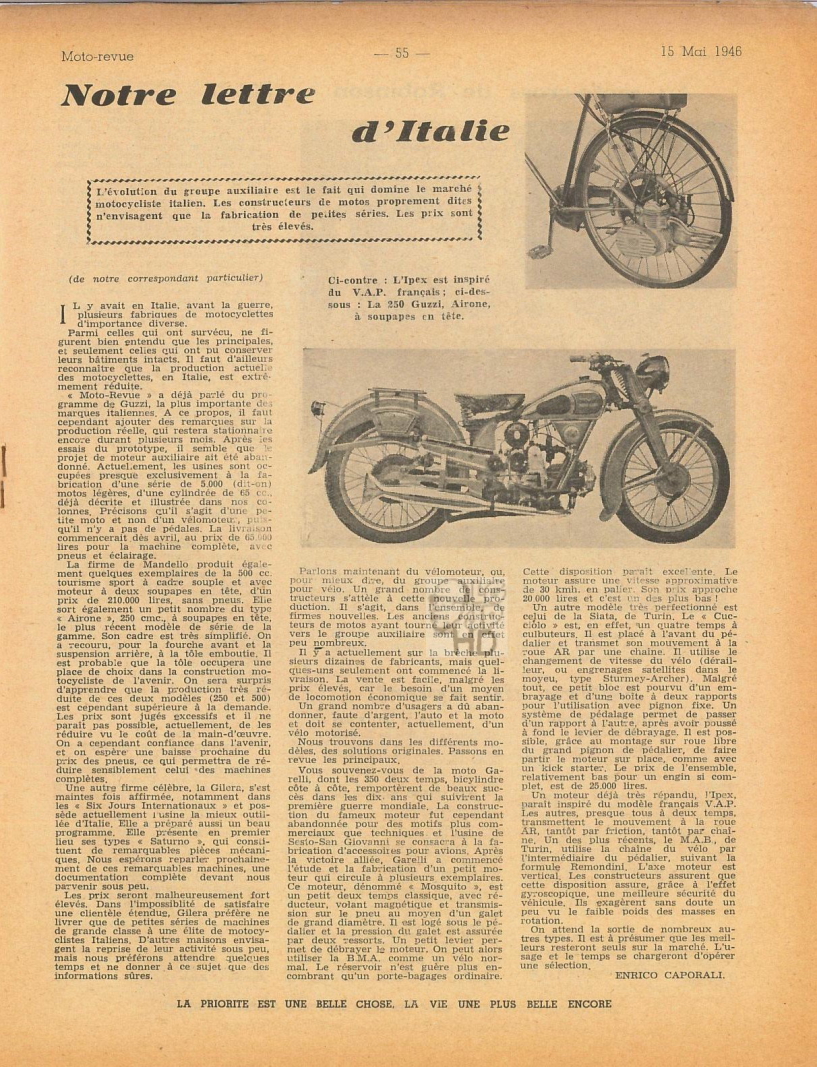 Moto-revue
— 55 —
15 Mai 1946
Notre lettre
d'Italie
L'évolution du groupe auxiliaire est le fait qui domine le marché
motocycliste italien. Les constructeurs de motos proprement dites
n'envisagent que la fabrication de petites séries. Les prix sont
très élevés.
(de notre correspondant particulier)
Ci-contre : L'Ipex est inspiré
du V.A.P. français ; ci-des-
sous : La 250 Guzzi, Airone,
à soupapes en tête.
IL y avait en Italie, avant la guerre,
plusieurs fabriques de motocyclettes
d'importance diverse.
Parmi celles qui ont survécu, ne fi-
gurent bien entendu que les principales,
et seulement celles qui ont pu conserver
leurs bâtiments intacts. Il faut d'ailleurs
reconnaître que la production actuelle
des motocyclettes, en Italie, est extrê-
mement réduite.
« Moto-Revue » a déjà parlé du pro-
gramme de Guzzi, la plus importante des
marques italiennes. A ce propos, il faut
cependant ajouter des remarques sur la
production réelle, qui restera stationnaire
encore durant plusieurs mois. Après les
essais du prototype, il semble que le
projet de moteur auxiliaire ait été aban-
donné. Actuellement, les usines sont oc-
cupées presque exclusivement à la fa-
brication d'une série de 5.000 (dit-on)
motos légères, d'une cylindrée de 65 cc.,
déjà décrite et illustrée dans nos co-
lonnes. Précisons qu'il s'agit d'une pe-
tite moto et non d'un vélomoteur, puis-
qu'il n'y a pas de pédales. La livraison
commencerait dès avril, au prix de 65.000
lires pour la machine complète, avec
pneus et éclairage.
La firme de Mandello produit égale-
ment quelques exemplaires de la 500 cc.
tourisme sport à cadre souple et avec
moteur à deux soupapes en tête, d'un
prix de 210.000 lires, sans pneus. Elle
sort également un petit nombre du type
« Airone », 250 cmc., à soupapes en tête,
le plus récent modèle de série de la
gamme. Son cadre est très simplifié. On
a recouru, pour la fourche avant et la
suspension arrière, à la tôle emboutie. Il
est probable que la tôle occupera une
place de choix dans la construction mo-
tocycliste de l'avenir. On sera surpris
d'apprendre que la production très ré-
duite de ces deux modèles (250 et 500)
est cependant supérieure à la demande.
Les prix sont jugés excessifs et il ne
paraît pas possible, actuellement, de les
réduire vu le coût de la main-d'œuvre.
On a cependant confiance dans l'avenir,
et on espère une baisse prochaine du
prix des pneus, ce qui permettra de ré-
duire sensiblement celui des machines
complètes.
Une autre firme célèbre, la Gilera, s'est
maintes fois affirmée, notamment dans
les « Six Jours Internationaux » et pos-
sède actuellement l'usine la mieux outil-
lée d'Italie. Elle a préparé aussi un beau
programme. Elle présente en premier
lieu ses types « Saturno », qui consti-
tuent de remarquables pièces mécani-
ques. Nous espérons reparler prochaine-
ment de ces remarquables machines, une
documentation complète devant nous
parvenir sous peu.
Les prix seront malheureusement fort
élevés. Dans l'impossibilité de satisfaire
une clientèle étendue, Gilera préfère ne
livrer que de petites séries de machines
de grande classe à une élite de motocy-
clistes Italiens. D'autres maisons envisa-
gent la reprise de leur activité sous peu,
mais nous préférons attendre quelques
temps et ne donner à ce sujet que des
informations sûres.
Parlons maintenant du vélomoteur, ou,
pour mieux dire, du groupe auxiliaire
pour vélo. Un grand nombre de cons-
tructeurs s'attèle à cette nouvelle pro-
duction. Il s'agit, dans l'ensemble de
firmes nouvelles. Les anciens construc-
teurs de motos ayant tourné leur activité
vers le groupe auxiliaire sont
peu nombreux.
Il y a actuellement sur la brèche plu-
sieurs dizaines de fabricants, mais quel-
ques-uns seulement ont commencé la li-
vraison. La vente est facile, malgré les
prix élevés, car le besoin d'un moyen
de locomotion économique se fait sentir.
Un grand nombre d'usagers a dû aban-
donner, faute d'argent, l'auto et la moto
et doit se contenter, actuellement, d'un
vélo motorisé.
Nous trouvons dans les différents mo-
dèles, des solutions originales. Passons en
revue les principaux.
Vous souvenez-vous de la moto Ga-
relli, dont les 350 deux temps, bicylindre
côte à côte, remportèrent de beaux suc-
cès dans les dix ans qui suivirent la
première guerre mondiale. La construc-
tion du fameux moteur fut cependant
abandonnée pour des motifs plus com-
merciaux que techniques et l'usine de
Sesto-San Giovanni se consacra à la fa-
brication d'accessoires pour avions. Après
la victoire alliée, Garelli a commencé
l'étude et la fabrication d'un petit mo-
teur qui circule à plusieurs exemplaires.
Ce moteur, dénommé « Mosquito », est
un petit deux temps classique, avec ré-
ducteur, volant magnétique et transmis-
sion sur le pneu au moyen d'un galet
de grand diamètre. Il est logé sous le pé-
dalier et la pression du galet est assurée
par deux ressorts. Un petit levier per-
met de débrayer le moteur. On peut alors
utiliser la B.M.A. comme un vélo nor-
mal. Le réservoir n'est guère plus en-
combrant qu'un porte-bagages ordinaire.
Cette disposition paraît excellente. Le
moteur assure une vitesse approximative
de 30 kmh. en palier. Son prix approche
20 000 lires et c'est un des plus bas !
Un autre modèle très perfectionné est
celui de la Siata, de Turin. Le « Cuc-
ciolo » est, en effet, un quatre temps à
culbuteurs. Il est placé à l'avant du pé-
dalier et transmet son mouvement à la
roue AR par une chaîne. Il utilise le
changement de vitesse du vélo (dérail-
leur, ou engrenages satellites dans le
moyeu, type Sturmey-Archer). Malgré
tout, ce petit bloc est pourvu d'un em-
brayage et d'une boîte à deux rapports
pour l'utilisation avec pignon fixe. Un
système de pédalage permet de passer
d'un rapport à l'autre, après avoir poussé
à fond le levier de débrayage. Il est pos-
sible, grâce au montage sur roue libre
du grand pignon de pédalier, de faire
partir le moteur sur place, comme avec
un kick starter. Le prix de l'ensemble,
relativement bas pour un engin si com-
plet, est de 25.000 lires.
Un moteur déjà très répandu, l'Ipex,
paraît inspiré du modèle français V.A.P.
Les autres, presque tous à deux temps,
transmettent le mouvement à la roue
AR, tantôt par friction, tantôt par chaî-
ne. Un des plus récents, le M.A.B., de
Turin, utilise la chaîne du vélo par
l'intermédiaire du pédalier, suivant la
formule Remondini. L'axe moteur est
vertical. Les constructeurs assurent que
cette disposition assure, grâce à l'effet
gyroscopique, une meilleure sécurité du
véhicule. Ils exagèrent sans doute un
peu vu le faible poids des masses en
rotation.
On attend la sortie de nombreux au-
tres types. Il est à présumer que les meil-
leurs resteront seuls sur la marché. L'u-
sage et le temps se chargeront d'opérer
une sélection.
ENRICO CAPORALI.
LA PRIORITE EST UNE BELLE CHOSE, LA ViE UNE PLUS BELLE ENCORE